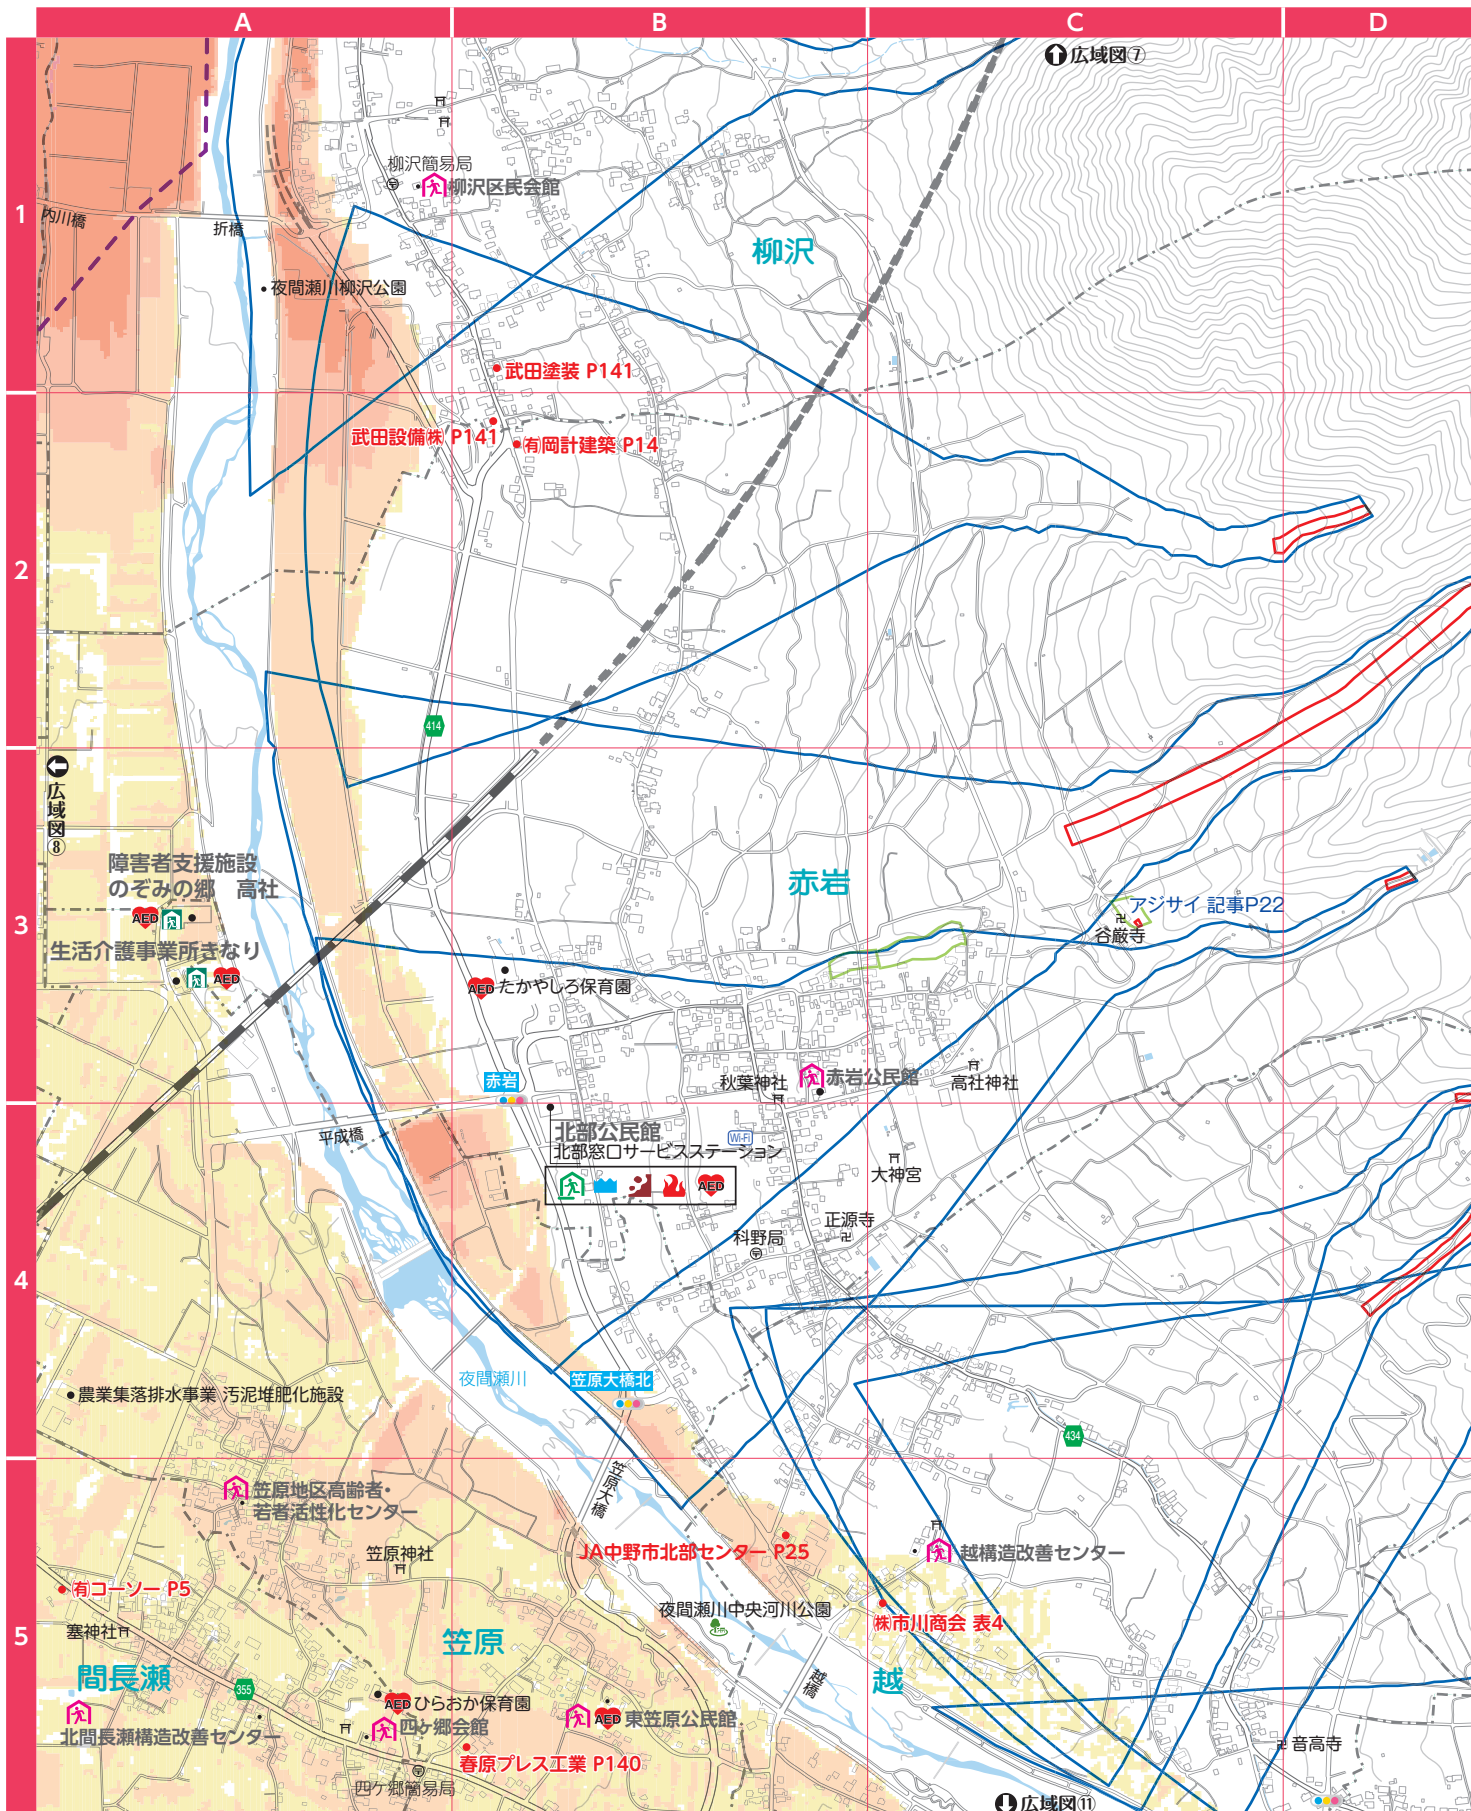 A
B
C
D
広域図⑦
1
柳沢簡易局
柳沢区民会館
内川橋
折橋
柳沢
夜間瀬川柳沢公園
武田塗装 P141
武田設備㈱ P141
㈲岡計建築 P14
2
414
広域図⑧
障害者支援施設
のぞみの郷　高社
AED
生活介護事業所きなり
AED
3
赤岩
アジサイ 記事P22
谷厳寺
AED
たかやしろ保育園
赤岩
秋葉神社
赤岩公民館
高社神社
平成橋
北部公民館
北部窓口サービスステーション
Wi-Fi
AED
大神宮
正源寺
科野局
4
夜間瀬川
笠原大橋北
農業集落排水事業 汚泥堆肥化施設
434
笠原大橋
笠原地区高齢者・
若者活性化センター
笠原神社
JA中野市北部センター P25
越構造改善センター
㈲コーソー P5
夜間瀬川中央河川公園
㈱市川商会 表4
塞神社
5
笠原
間長瀬
355
越橋
越
AED
ひらおか保育園
四ヶ郷会館
AED
東笠原公民館
北間長瀬構造改善センター
春原プレス工業 P140
四ケ郷簡易局
音高寺
広域図⑪